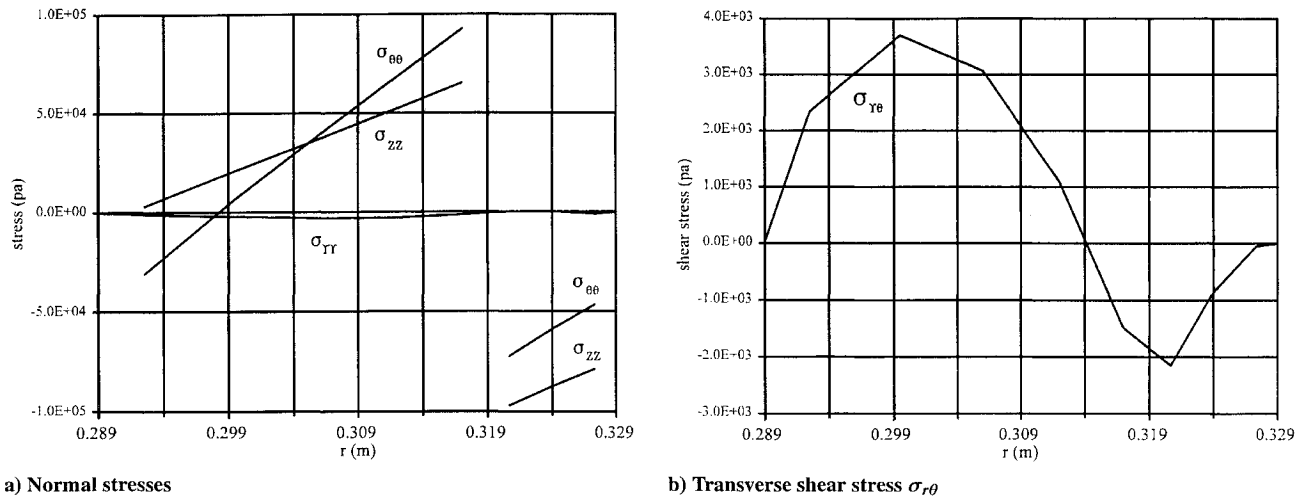 1.0E+05
5.0E+04
0.0E+00
-5.0E+04
-1.0E+05
stress (pa)
σθθ
σzz
σγγ
σθθ
σzz
0.289
0.299
0.309
0.319
0.329
r (m)
a) Normal stresses
4.0E+03
3.0E+03
2.0E+03
1.0E+03
0.0E+00
-1.0E+03
-2.0E+03
-3.0E+03
shear stress (pa)
σγθ
0.289
0.299
0.309
0.319
0.329
r (m)
b) Transverse shear stress σrθ